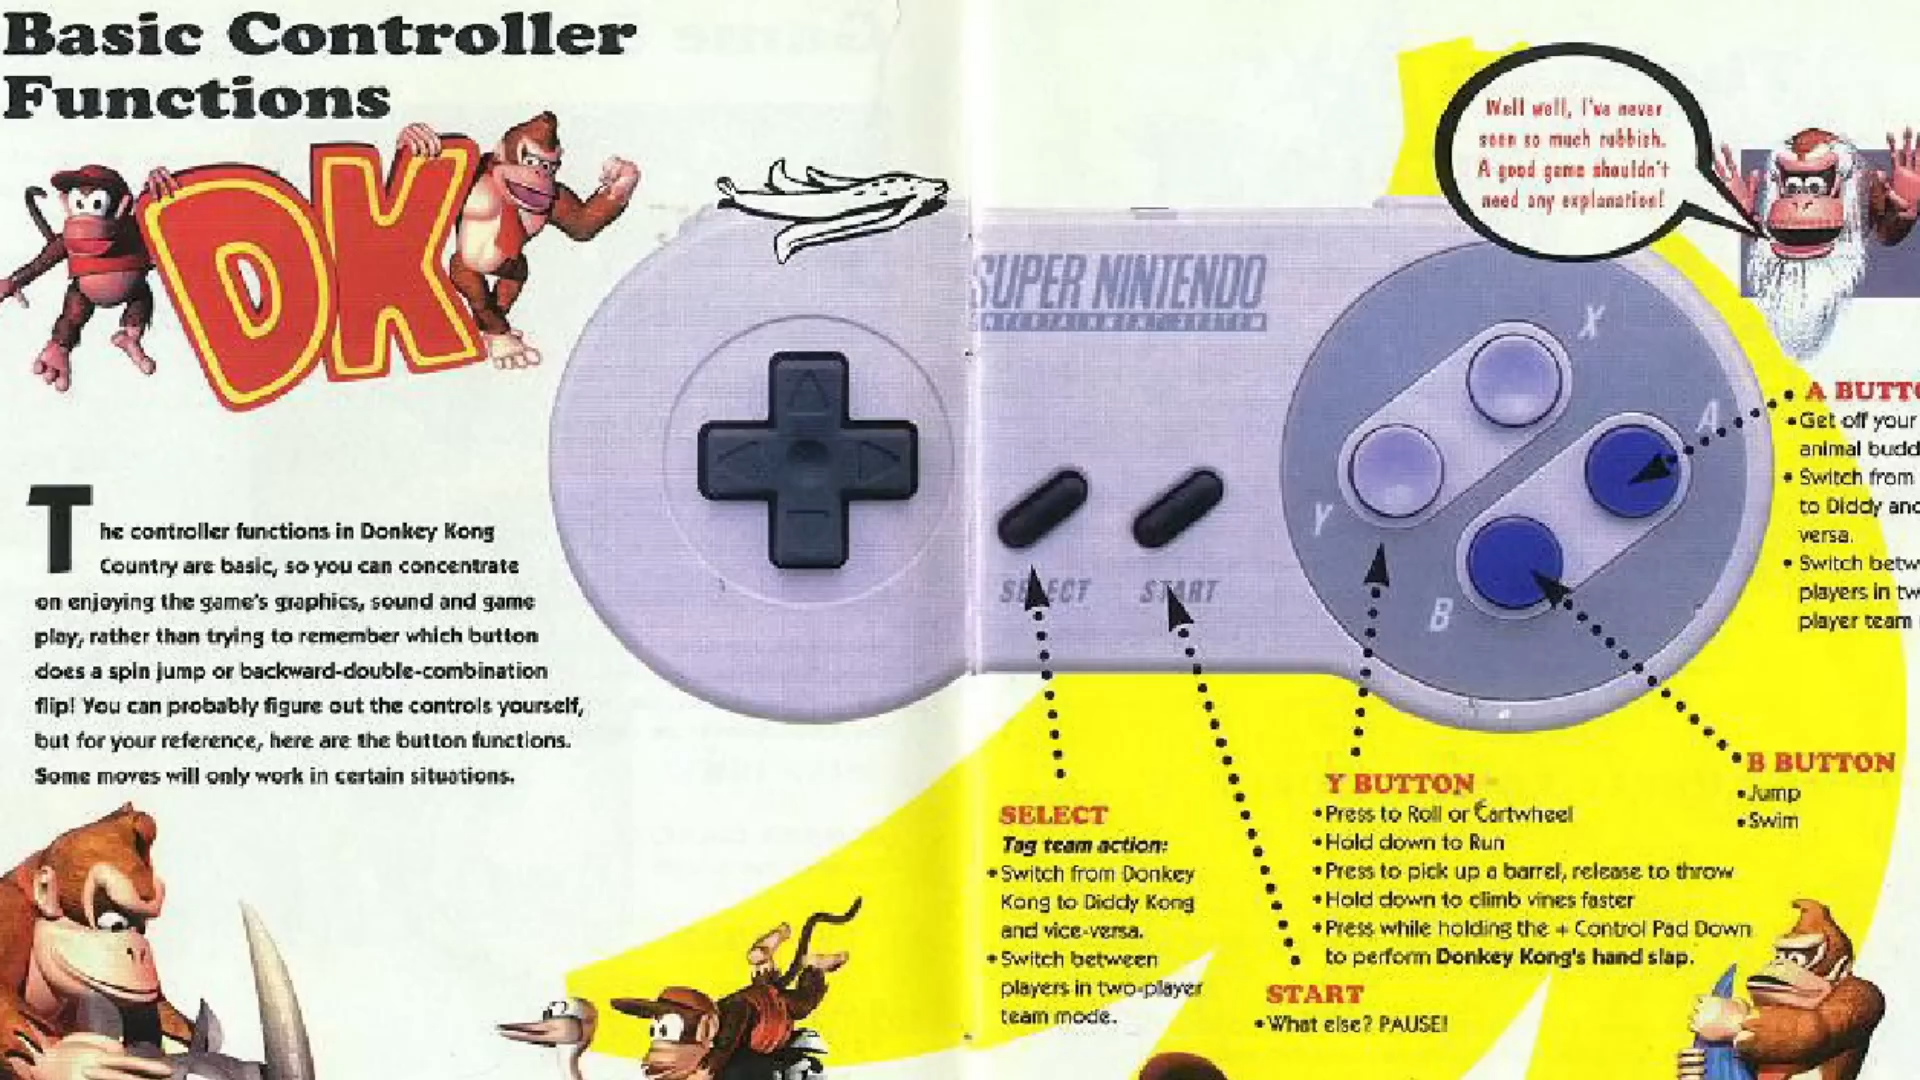 Basic Controller
Functions
DK
The controller functions in Donkey Kong
Country are basic, so you can concentrate
on enjoying the game's graphics, sound and game
play, rather than trying to remember which button
does a spin jump or backward-double-combination
flip! You can probably figure out the controls yourself,
but for your reference, here are the button functions.
Some moves will only work in certain situations.
Well well, I've never
seen so much rubbish.
A good game shouldn't
need any explanation!
SUPER NINTENDO
ENTERTAINMENT SYSTEM
X
A
Y
B
SELECT
START
A BUTTO
•Get off your
animal budd
•Switch from
to Diddy and
versa.
•Switch betw
players in tw
player team
B BUTTON
•Jump
•Swim
Y BUTTON
•Press to Roll or Cartwheel
•Hold down to Run
•Press to pick up a barrel, release to throw
•Hold down to climb vines faster
•Press while holding the + Control Pad Down
to perform Donkey Kong's hand slap.
SELECT
Tag team action:
•Switch from Donkey
Kong to Diddy Kong
and vice-versa.
•Switch between
players in two-player
team mode.
START
•What else? PAUSE!